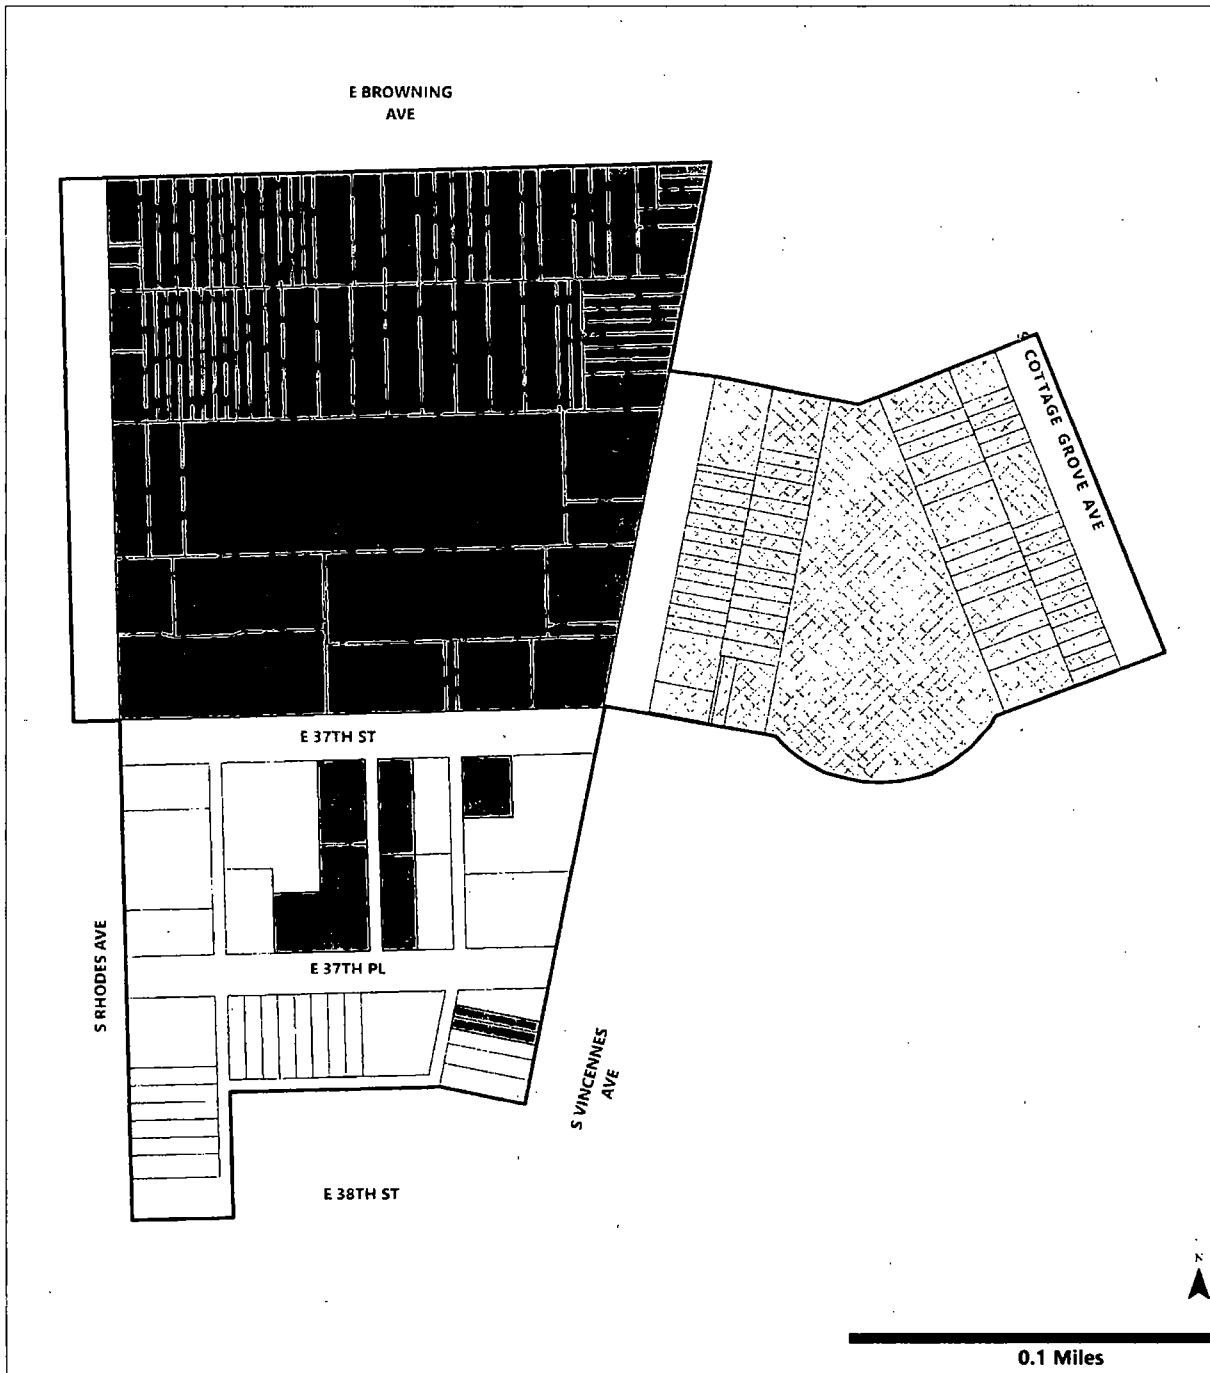 E BROWNING
AVE
S COTTAGE GROVE AVE
E 37TH ST
S RHODES AVE
E 37TH PL
S VINCENNES
AVE
E 38TH ST
N
0.1 Miles